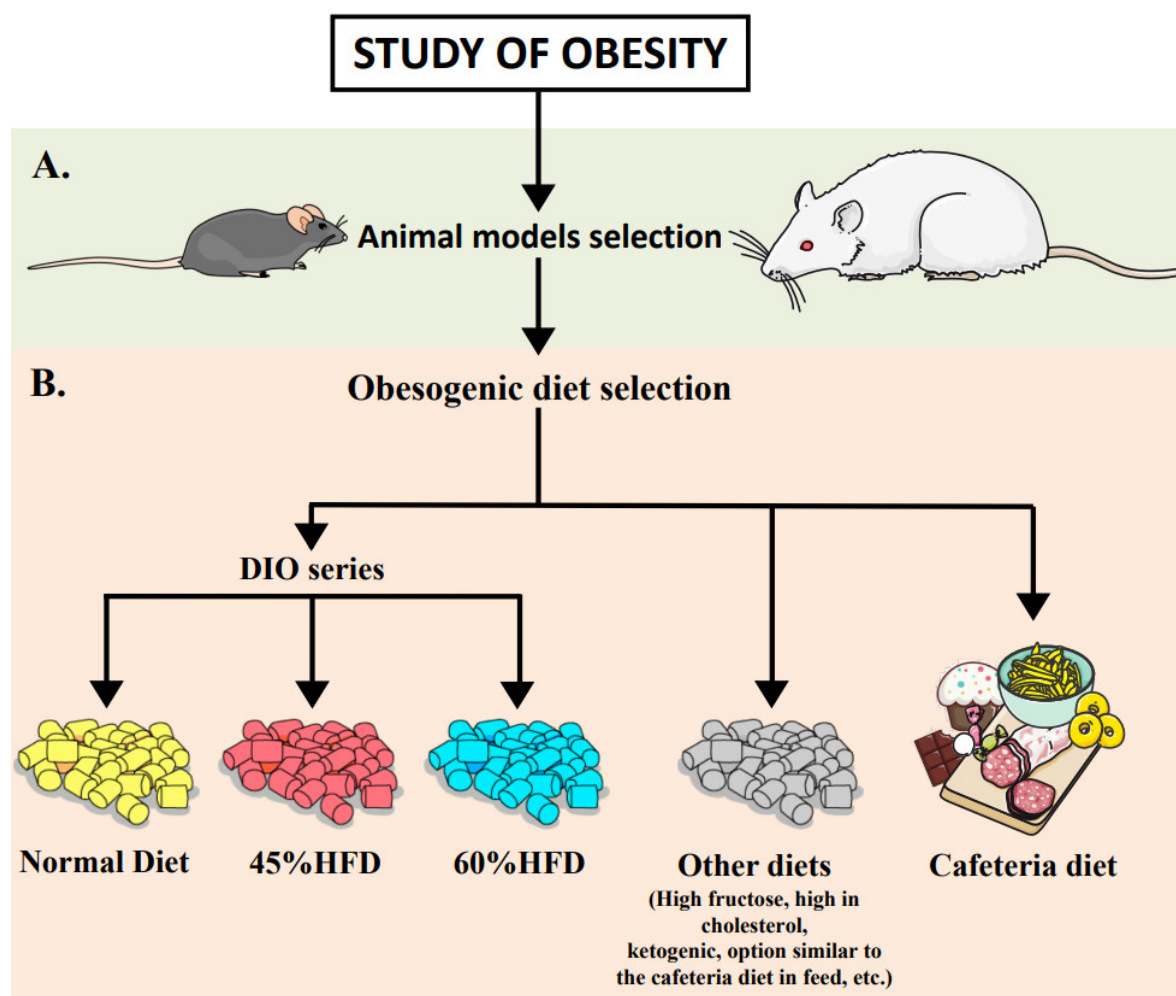 STUDY OF OBESITY
A.
Animal models selection
B.
Obesogenic diet selection
DIO series
Normal Diet
45%HFD
60%HFD
Other diets
(High fructose, high in
cholesterol,
ketogenic, option similar to
the cafeteria diet in feed, etc.)
Cafeteria diet